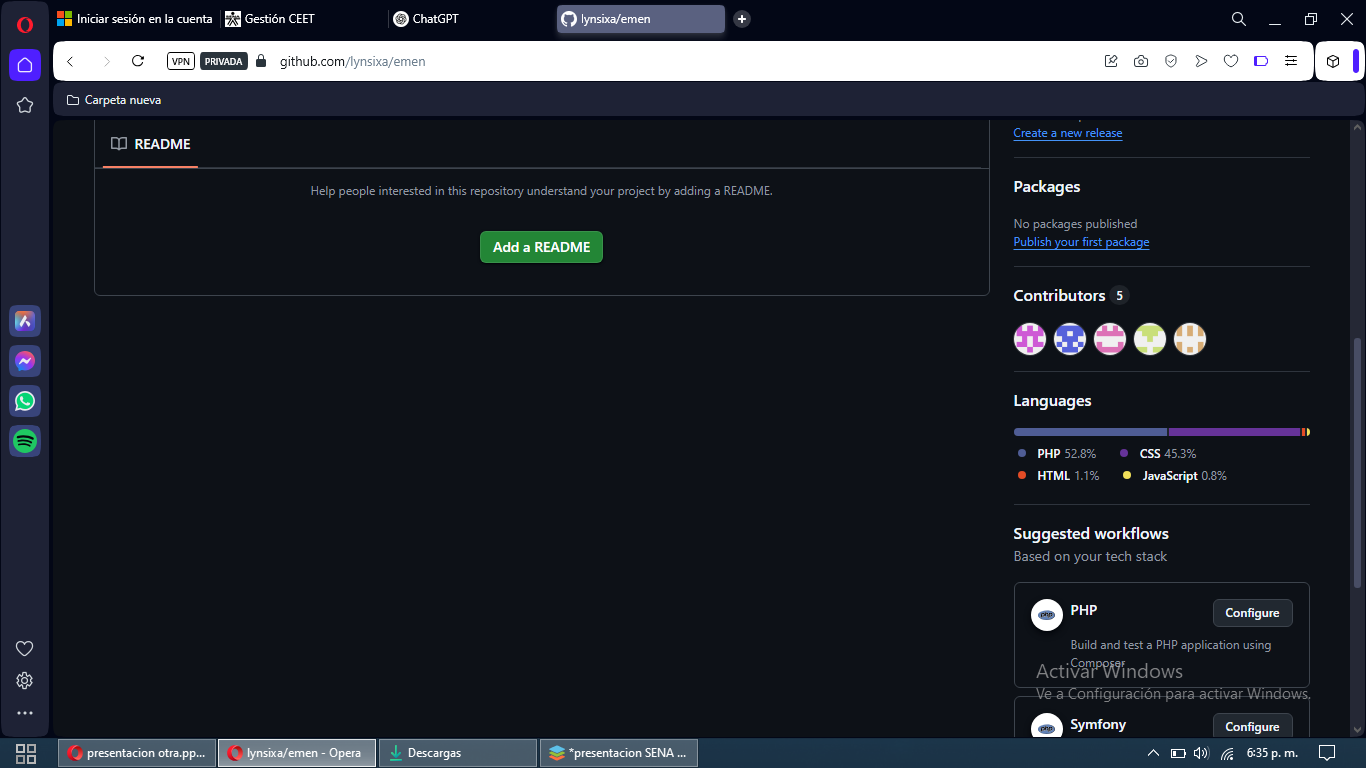 Iniciar sesión en la cuenta
Gestión CEET
ChatGPT
lynsixa/emen
VPN
PRIVADA
github.com/lynsixa/emen
Carpeta nueva
README
Help people interested in this repository understand your project by adding a README.
Add a README
Create a new release
Packages
No packages published
Publish your first package
Contributors 5
Languages
PHP 52.8% CSS 45.3%
HTML 1.1% JavaScript 0.8%
Suggested workflows
Based on your tech stack
php
PHP
Configure
Build and test a PHP application using
Composer
Activar Windows
Ve a Configuración para activar Windows.
php
Symfony
Configure
presentacion otra.pp...
lynsixa/emen - Opera
Descargas
*presentacion SENA ...
6:35 p. m.